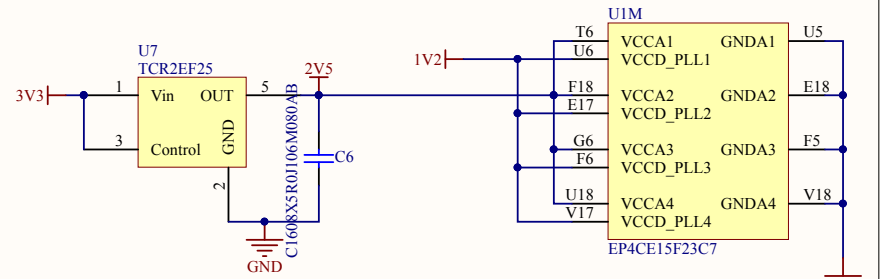 U7
TCR2EF25
3V3
1
Vin
OUT
5
2V5
3
Control
GND
2
C1608X5R0J106M080AB
C6
GND
1V2
U1M
T6
VCCA1
GNDA1
U5
U6
VCCD_PLL1
F18
VCCA2
GNDA2
E18
E17
VCCD_PLL2
G6
VCCA3
GNDA3
F5
F6
VCCD_PLL3
U18
VCCA4
GNDA4
V18
V17
VCCD_PLL4
EP4CE15F23C7